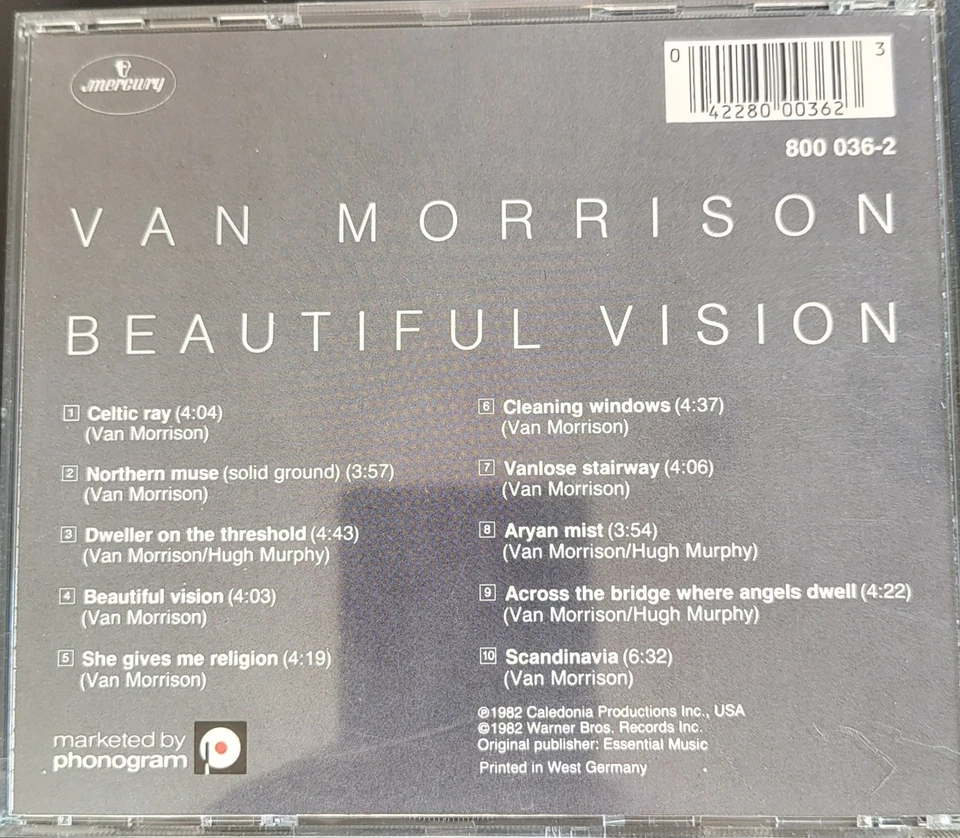 mercury
0 3
42280 00362
800 036-2
VAN MORRISON
BEAUTIFUL VISION
1 Celtic ray (4:04)
(Van Morrison)
2 Northern muse (solid ground) (3:57)
(Van Morrison)
3 Dweller on the threshold (4:43)
(Van Morrison/Hugh Murphy)
4 Beautiful vision (4:03)
(Van Morrison)
5 She gives me religion (4:19)
(Van Morrison)
6 Cleaning windows (4:37)
(Van Morrison)
7 Vanlose stairway (4:06)
(Van Morrison)
8 Aryan mist (3:54)
(Van Morrison/Hugh Murphy)
9 Across the bridge where angels dwell (4:22)
(Van Morrison/Hugh Murphy)
10 Scandinavia (6:32)
(Van Morrison)
marketed by
phonogram
℗1982 Caledonia Productions Inc., USA
©1982 Warner Bros. Records Inc.
Original publisher: Essential Music
Printed in West Germany